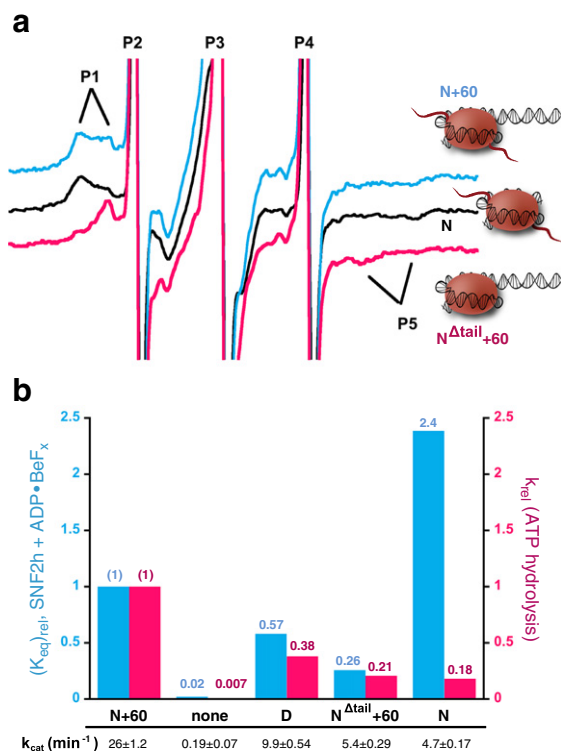 a
P2 P3 P4
P1
N+60
N
P5
N^Δtail+60
b
(K_eq)_rel, SNF2h + ADP•BeF_x
k_rel (ATP hydrolysis)
2.5 2.5
2 2
1.5 1.5
1 1
0.5 0.5
0 0
(1) (1)
0.02 0.007
0.57 0.38
0.26 0.21
2.4 0.18
N+60 none D N^Δtail+60 N
k_cat (min⁻¹) 26±1.2 0.19±0.07 9.9±0.54 5.4±0.29 4.7±0.17